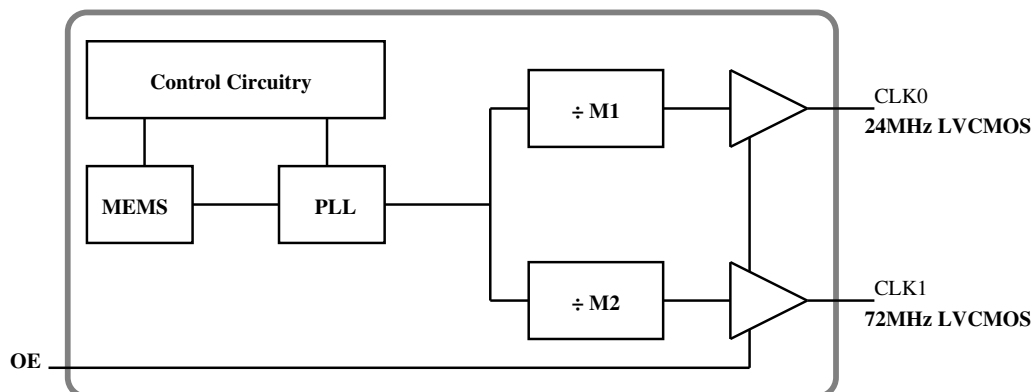 Control Circuitry
MEMS
PLL
÷ M1
÷ M2
CLK0
24MHz LVCMOS
CLK1
72MHz LVCMOS
OE